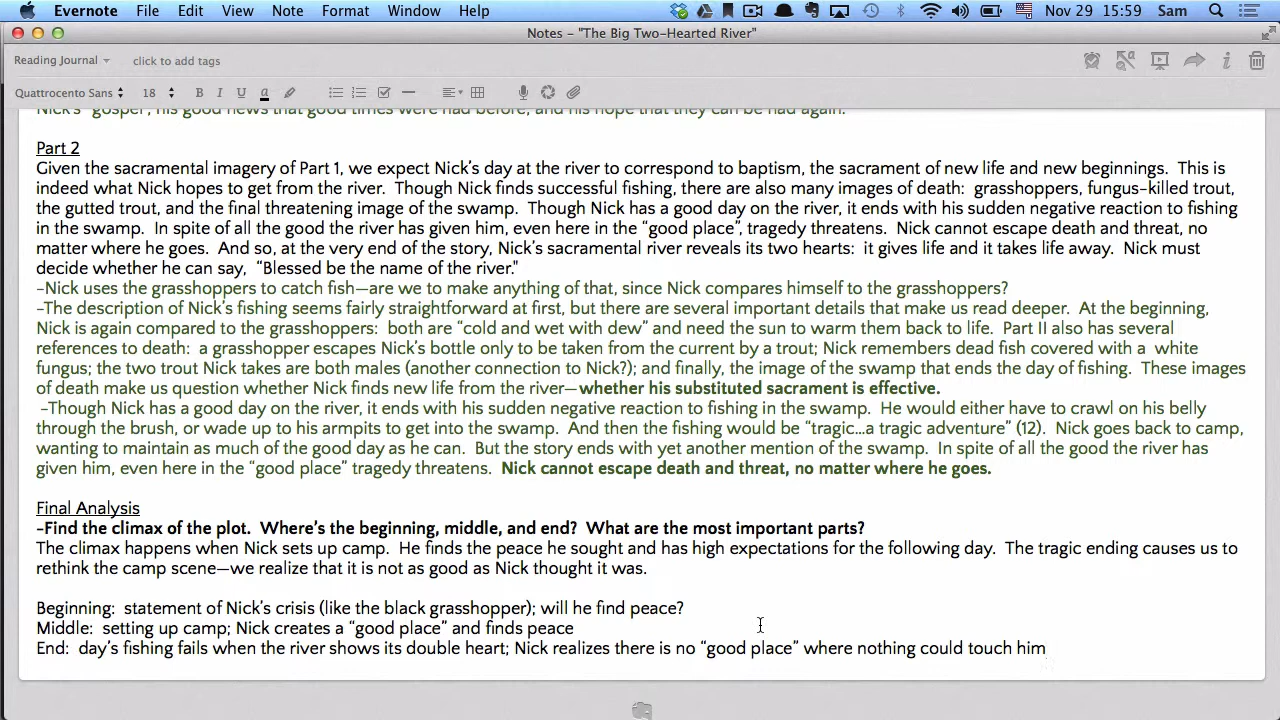 Evernote File Edit View Note Format Window Help Nov 29 15:59 Sam
Notes – "The Big Two-Hearted River"
Reading Journal click to add tags
Quattrocento Sans 18 B I U a
Nick's "gospel", his good news that good times were had before, and his hope that they can be had again.
Part 2
Given the sacramental imagery of Part 1, we expect Nick's day at the river to correspond to baptism, the sacrament of new life and new beginnings. This is
indeed what Nick hopes to get from the river. Though Nick finds successful fishing, there are also many images of death: grasshoppers, fungus-killed trout,
the gutted trout, and the final threatening image of the swamp. Though Nick has a good day on the river, it ends with his sudden negative reaction to fishing
in the swamp. In spite of all the good the river has given him, even here in the "good place", tragedy threatens. Nick cannot escape death and threat, no
matter where he goes. And so, at the very end of the story, Nick's sacramental river reveals its two hearts: it gives life and it takes life away. Nick must
decide whether he can say, "Blessed be the name of the river."
-Nick uses the grasshoppers to catch fish—are we to make anything of that, since Nick compares himself to the grasshoppers?
-The description of Nick's fishing seems fairly straightforward at first, but there are several important details that make us read deeper. At the beginning,
Nick is again compared to the grasshoppers: both are "cold and wet with dew" and need the sun to warm them back to life. Part II also has several
references to death: a grasshopper escapes Nick's bottle only to be taken from the current by a trout; Nick remembers dead fish covered with a white
fungus; the two trout Nick takes are both males (another connection to Nick?); and finally, the image of the swamp that ends the day of fishing. These images
of death make us question whether Nick finds new life from the river—whether his substituted sacrament is effective.
-Though Nick has a good day on the river, it ends with his sudden negative reaction to fishing in the swamp. He would either have to crawl on his belly
through the brush, or wade up to his armpits to get into the swamp. And then the fishing would be "tragic...a tragic adventure" (12). Nick goes back to camp,
wanting to maintain as much of the good day as he can. But the story ends with yet another mention of the swamp. In spite of all the good the river has
given him, even here in the "good place" tragedy threatens. Nick cannot escape death and threat, no matter where he goes.
Final Analysis
-Find the climax of the plot. Where's the beginning, middle, and end? What are the most important parts?
The climax happens when Nick sets up camp. He finds the peace he sought and has high expectations for the following day. The tragic ending causes us to
rethink the camp scene—we realize that it is not as good as Nick thought it was.
Beginning: statement of Nick's crisis (like the black grasshopper); will he find peace?
Middle: setting up camp; Nick creates a "good place" and finds peace
End: day's fishing fails when the river shows its double heart; Nick realizes there is no "good place" where nothing could touch him